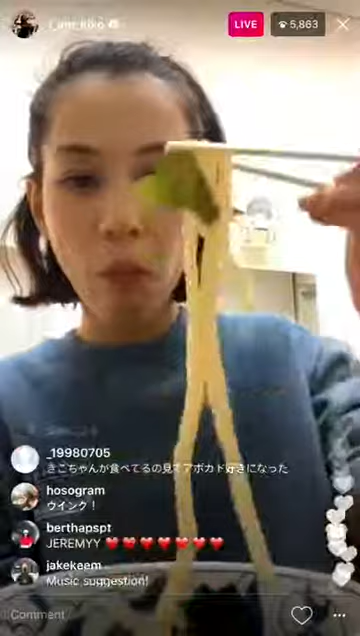 i_am_kiko
LIVE
5,863
_19980705
きこちゃんが食べてるの見てアボカド好きになった
hosogram
ウインク！
berthapspt
JEREMYY ❤️❤️❤️❤️❤️❤️❤️
jakekeem
Music suggestion!
Comment